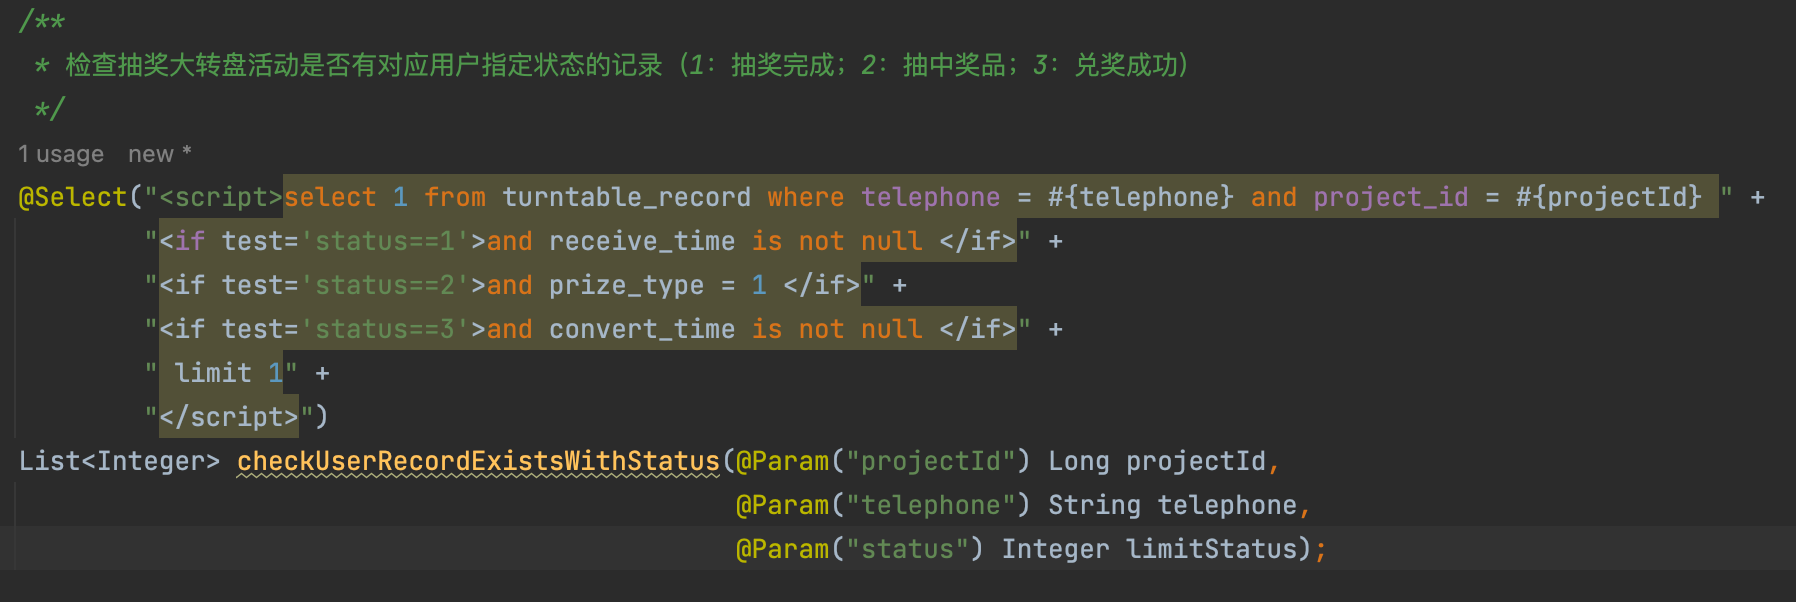 /**
 * 检查抽奖大转盘活动是否有对应用户指定状态的记录（1：抽奖完成；2：抽中奖品；3：兑奖成功）
 */
1 usage   new *
@Select("<script>select 1 from turntable_record where telephone = #{telephone} and project_id = #{projectId} " +
        "<if test='status==1'>and receive_time is not null </if>" +
        "<if test='status==2'>and prize_type = 1 </if>" +
        "<if test='status==3'>and convert_time is not null </if>" +
        " limit 1" +
        "</script>")
List<Integer> checkUserRecordExistsWithStatus(@Param("projectId") Long projectId,
                                              @Param("telephone") String telephone,
                                              @Param("status") Integer limitStatus);